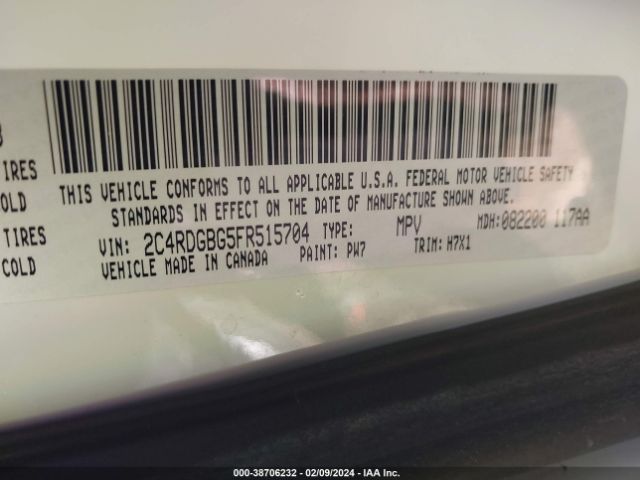 TIRES
OLD
THIS VEHICLE CONFORMS TO ALL APPLICABLE U.S.A. FEDERAL MOTOR VEHICLE SAFETY
STANDARDS IN EFFECT ON THE DATE OF MANUFACTURE SHOWN ABOVE.
TIRES
VIN: 2C4RDGBG5FR515704 TYPE: MPV MDH: 082200 117AA
COLD
VEHICLE MADE IN CANADA PAINT: PW7 TRIM: H7X1
000-38706232 - 02/09/2024 - IAA Inc.